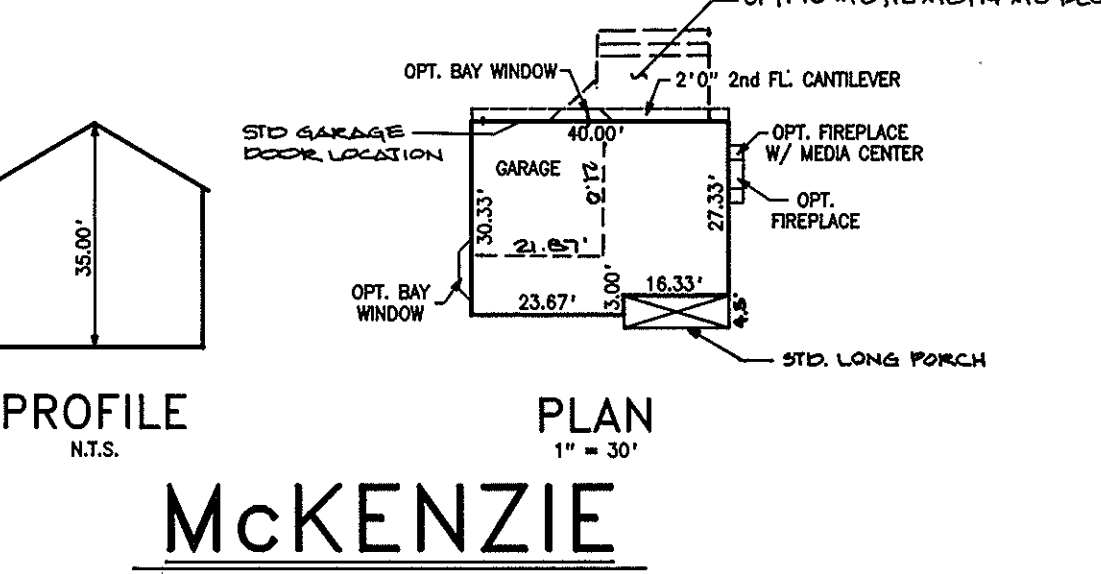 OPT. BAY WINDOW
2'0" 2nd FL. CANTILEVER
STD GARAGE
DOOR LOCATION
40.00'
OPT. FIREPLACE
W/ MEDIA CENTER
GARAGE
21.0'
30.33'
27.33'
OPT.
FIREPLACE
21.87'
35.00'
OPT. BAY
WINDOW
23.67'
3.00'
16.33'
4.5'
STD. LONG PORCH
PROFILE
N.T.S.
PLAN
1" = 30'
McKENZIE